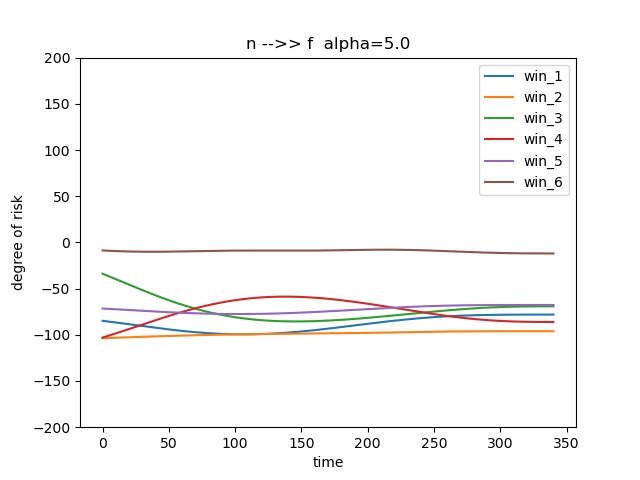 n -->> f  alpha=5.0
200
150
100
50
0
−50
−100
−150
−200
degree of risk
0
50
100
150
200
250
300
350
time
win_1
win_2
win_3
win_4
win_5
win_6